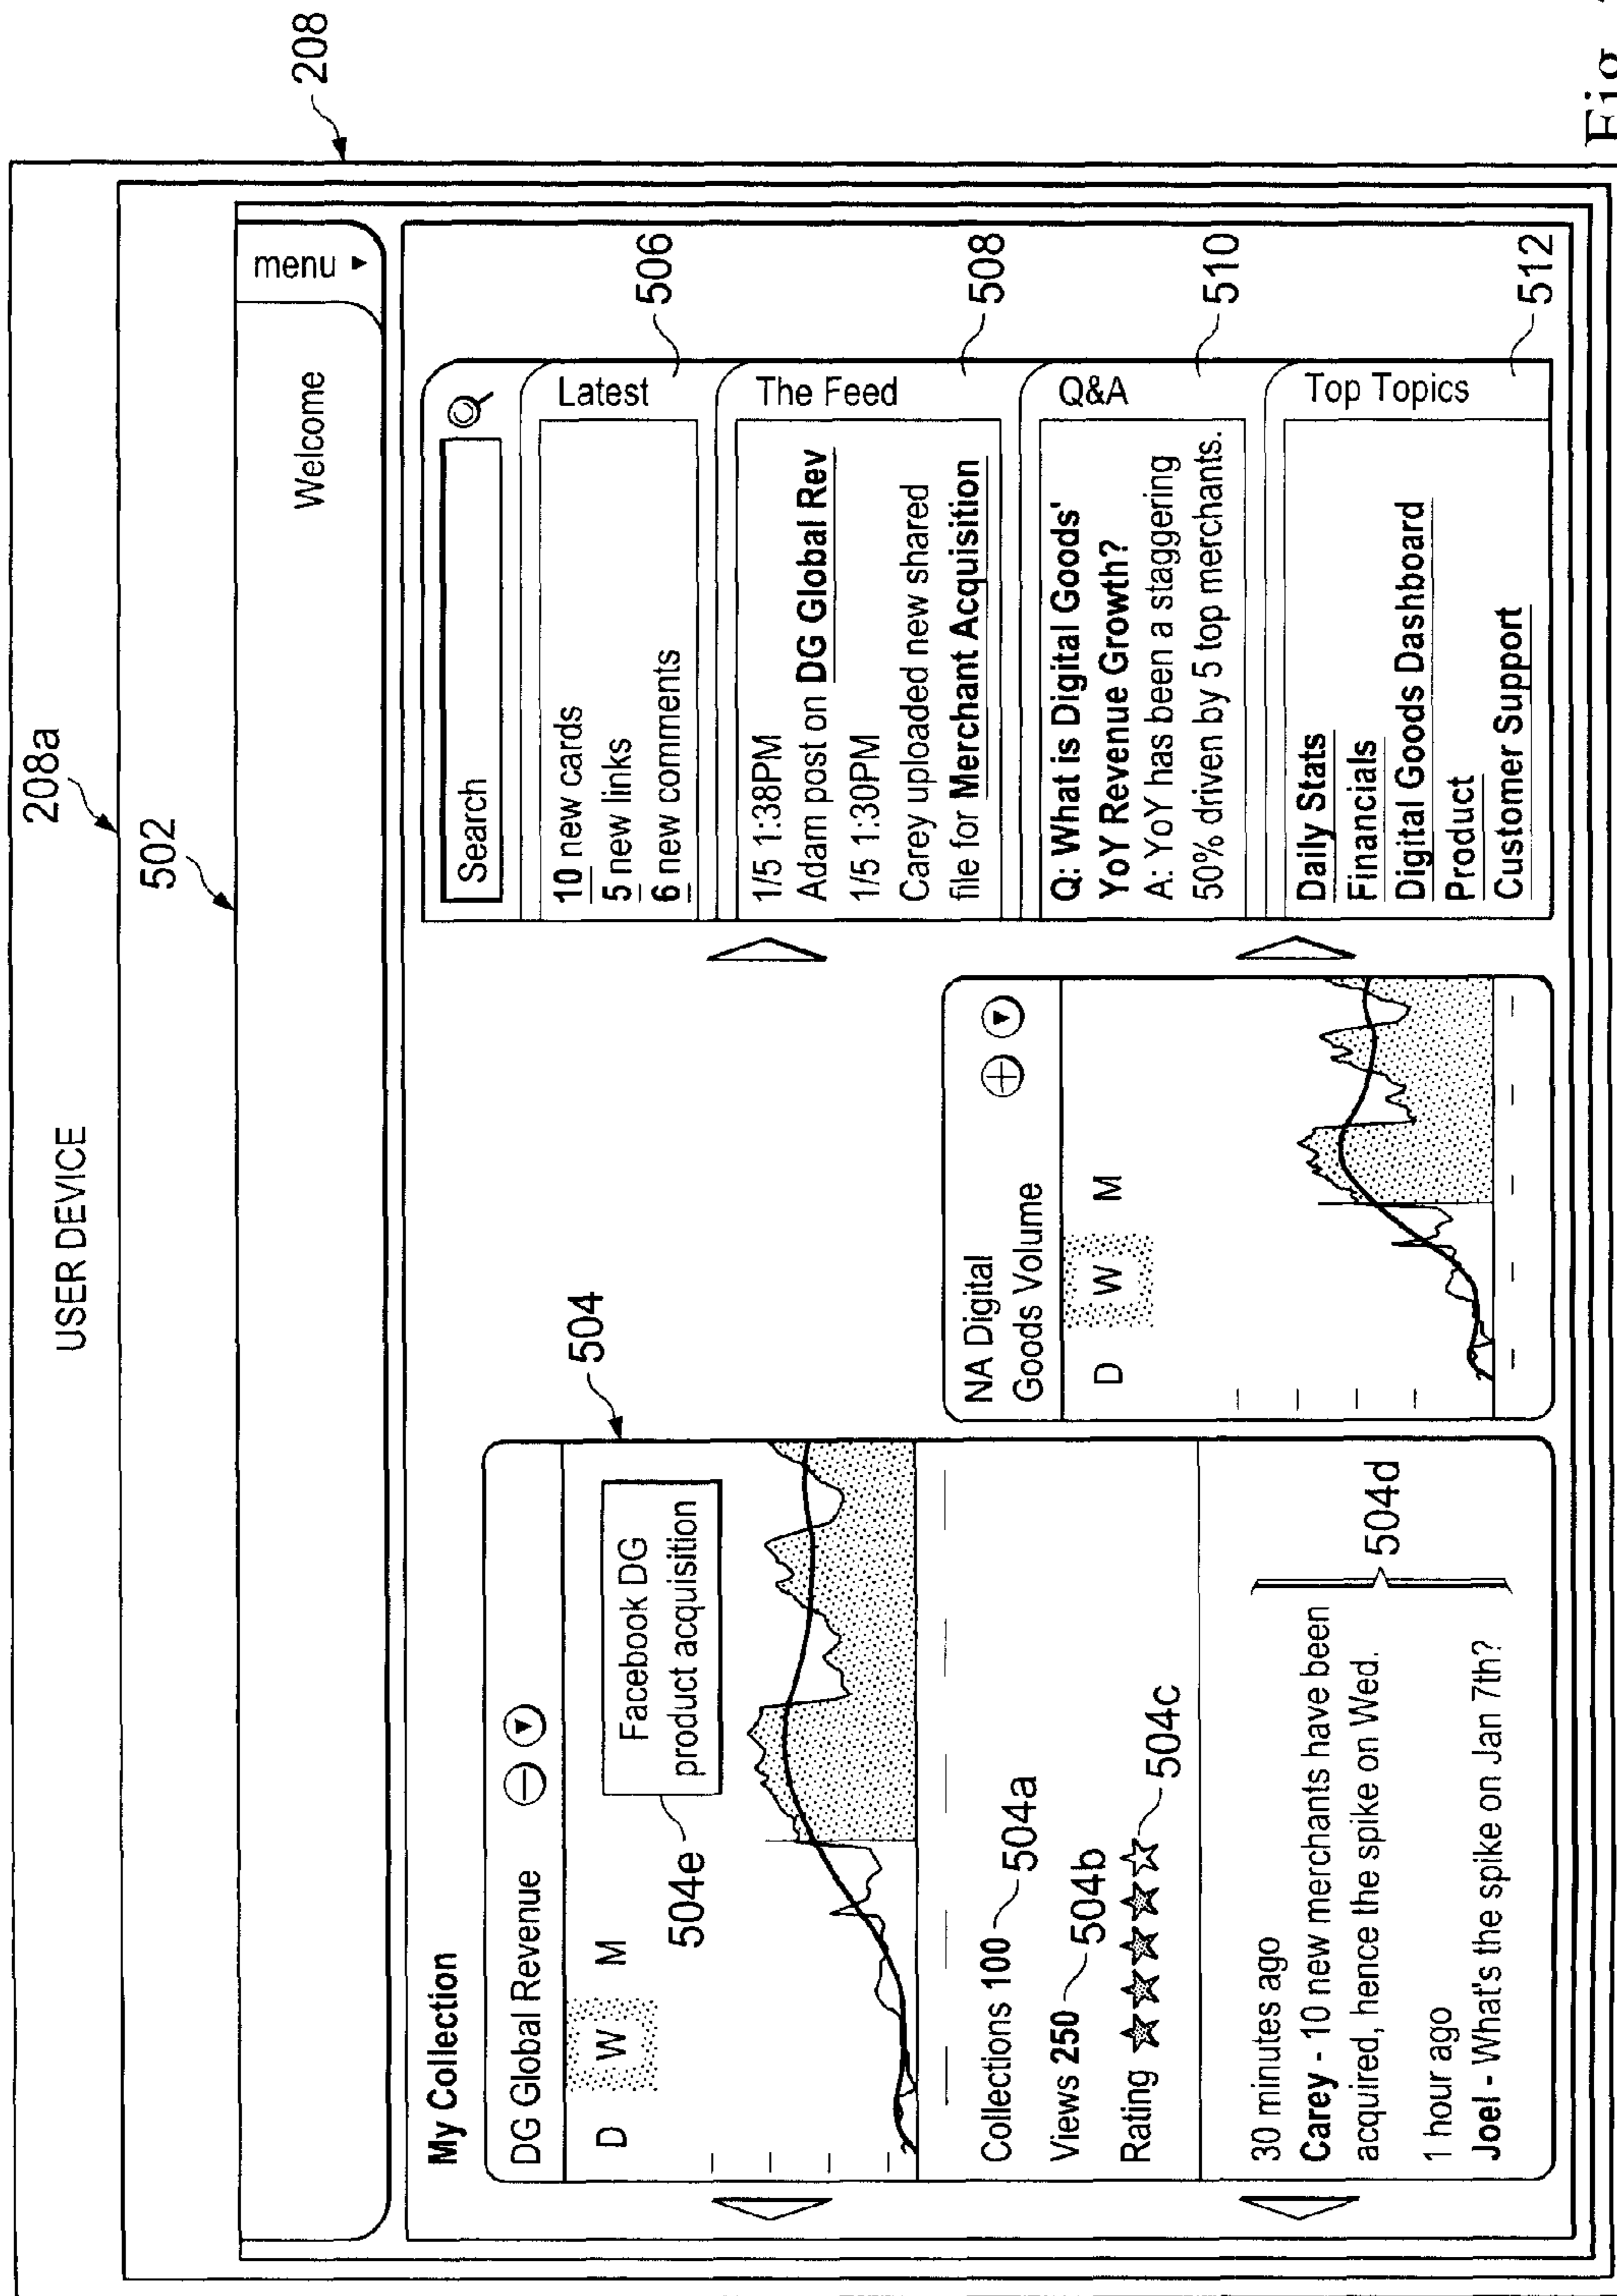 USER DEVICE
208a
502
208
Welcome
menu
My Collection
DG Global Revenue
D W M
Facebook DG
product acquisition
504e
504
Collections 100
504a
Views 250
504b
Rating
504c
30 minutes ago
Carey - 10 new merchants have been
acquired, hence the spike on Wed.
1 hour ago
Joel - What's the spike on Jan 7th?
504d
NA Digital
Goods Volume
D W M
Search
Latest
506
10 new cards
5 new links
6 new comments
The Feed
508
1/5 1:38PM
Adam post on DG Global Rev
1/5 1:30PM
Carey uploaded new shared
file for Merchant Acquisition
Q&A
510
Q: What is Digital Goods'
YoY Revenue Growth?
A: YoY has been a staggering
50% driven by 5 top merchants.
Top Topics
512
Daily Stats
Financials
Digital Goods Dashboard
Product
Customer Support
Fig.